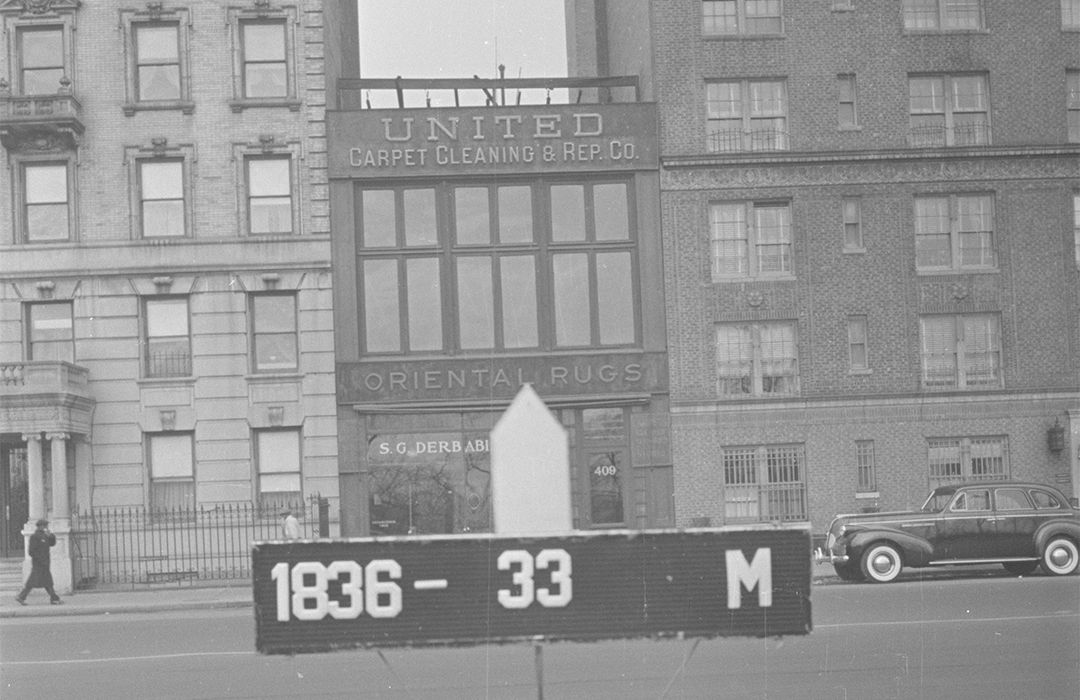 UNITED
CARPET CLEANING & REP. CO.
ORIENTAL RUGS
S. G. DERBABI
409
1836 - 33 M